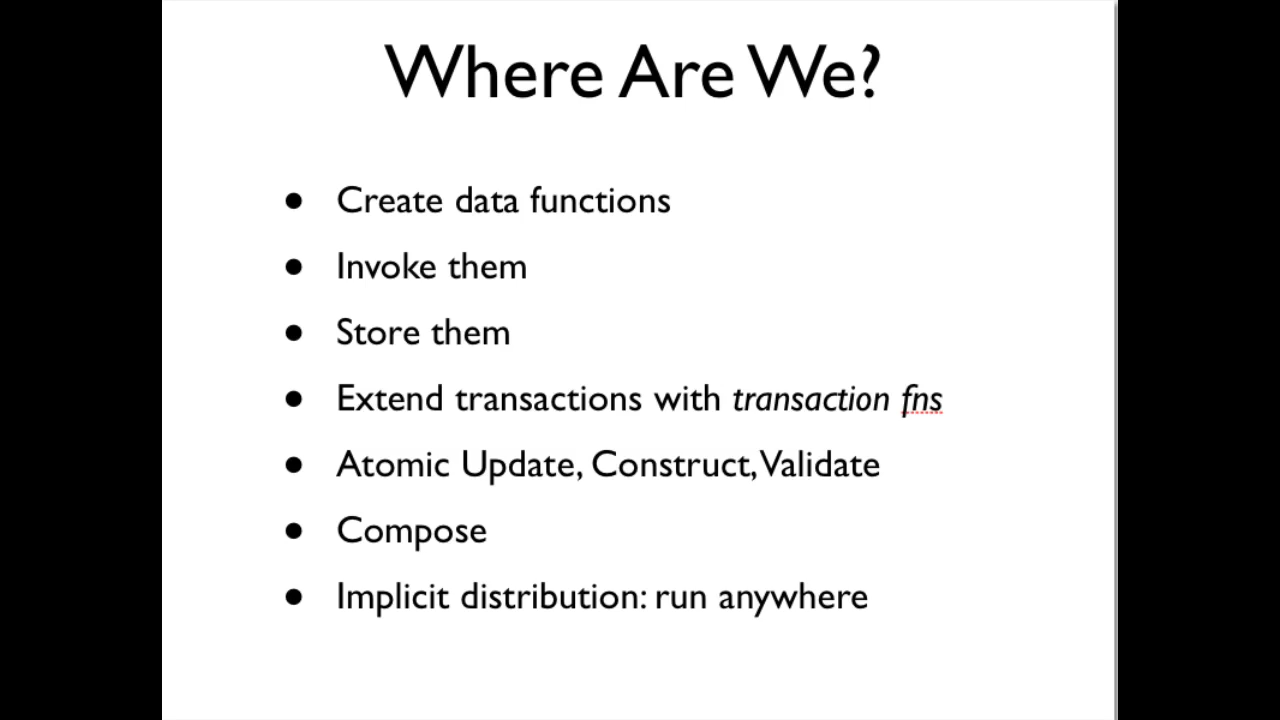 Where Are We?
• Create data functions
• Invoke them
• Store them
• Extend transactions with transaction fns
• Atomic Update, Construct, Validate
• Compose
• Implicit distribution: run anywhere